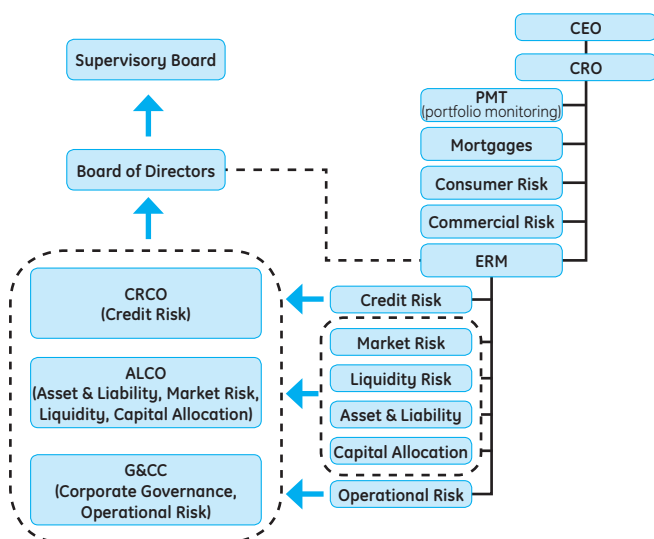 CEO
Supervisory Board
CRO
PMT
(portfolio monitoring)
Mortgages
Board of Directors
Consumer Risk
Commercial Risk
ERM
CRCO
(Credit Risk)
Credit Risk
Market Risk
ALCO
(Asset & Liability, Market Risk,
Liquidity, Capital Allocation)
Liquidity Risk
Asset & Liability
Capital Allocation
G&CC
(Corporate Governance,
Operational Risk)
Operational Risk